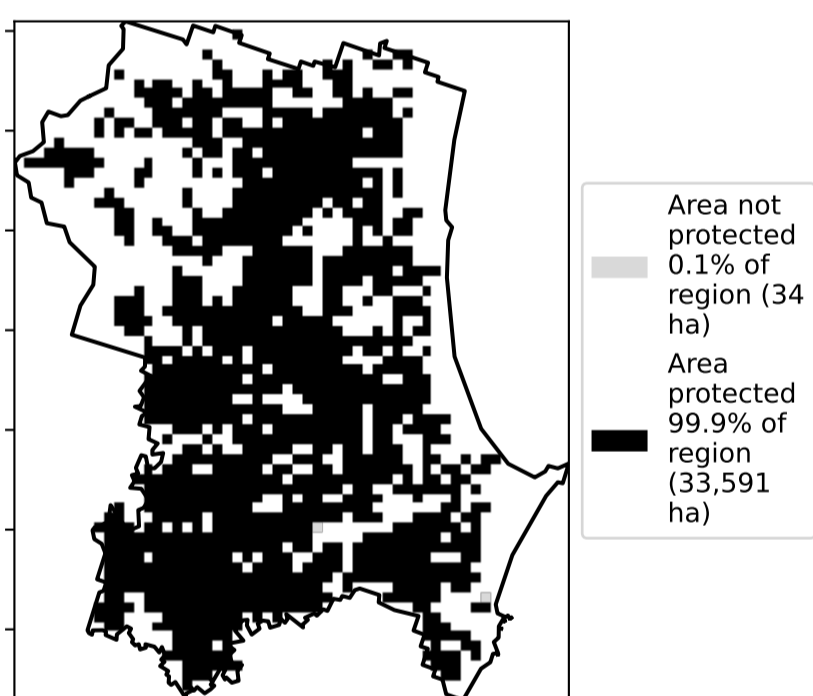 Area not
protected
0.1% of
region (34
ha)
Area
protected
99.9% of
region
(33,591
ha)